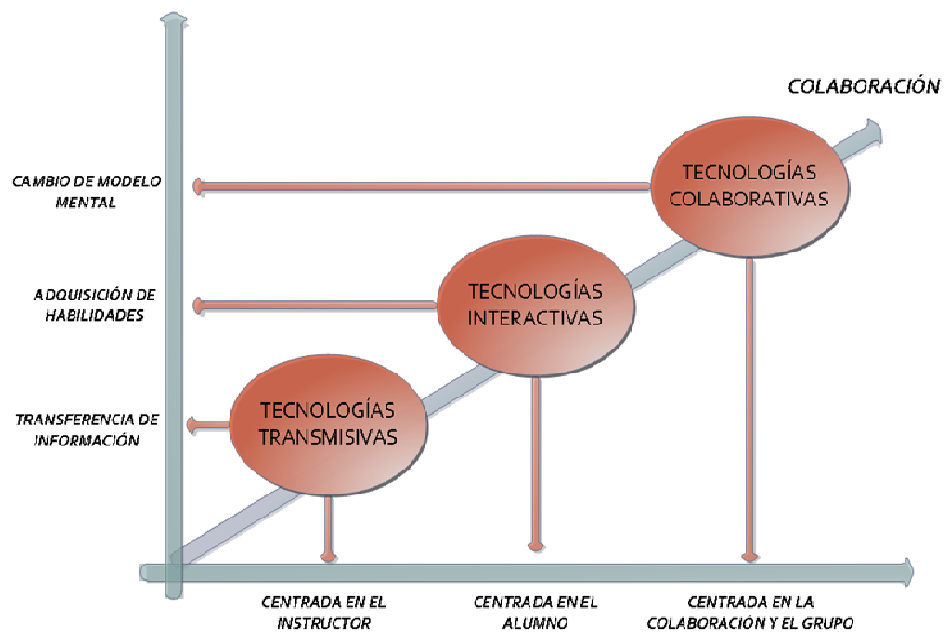 COLABORACIÓN
TECNOLOGÍAS
COLABORATIVAS
CAMBIO DE MODELO
MENTAL
TECNOLOGÍAS
INTERACTIVAS
ADQUISICIÓN DE
HABILIDADES
TECNOLOGÍAS
TRANSMISIVAS
TRANSFERENCIA DE
INFORMACIÓN
CENTRADA EN EL
INSTRUCTOR
CENTRADA EN EL
ALUMNO
CENTRADA EN LA
COLABORACIÓN Y EL GRUPO